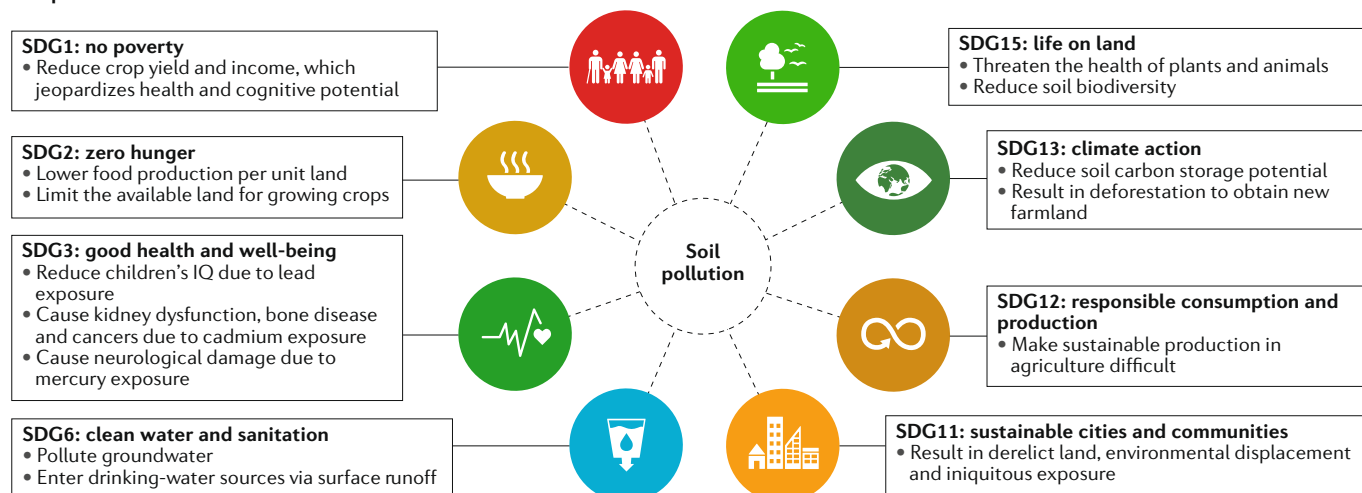 SDG1: no poverty
• Reduce crop yield and income, which
jeopardizes health and cognitive potential
SDG2: zero hunger
• Lower food production per unit land
• Limit the available land for growing crops
SDG3: good health and well-being
• Reduce children's IQ due to lead
exposure
• Cause kidney dysfunction, bone disease
and cancers due to cadmium exposure
• Cause neurological damage due to
mercury exposure
SDG6: clean water and sanitation
• Pollute groundwater
• Enter drinking-water sources via surface runoff
Soil
pollution
SDG15: life on land
• Threaten the health of plants and animals
• Reduce soil biodiversity
SDG13: climate action
• Reduce soil carbon storage potential
• Result in deforestation to obtain new
farmland
SDG12: responsible consumption and
production
• Make sustainable production in
agriculture difficult
SDG11: sustainable cities and communities
• Result in derelict land, environmental displacement
and iniquitous exposure